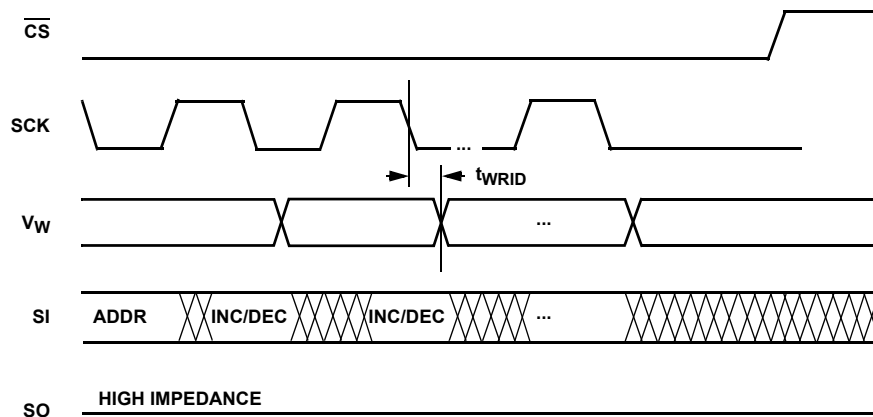 CS
SCK
...
tWRID
VW
...
SI
ADDR
INC/DEC
INC/DEC
...
HIGH IMPEDANCE
SO